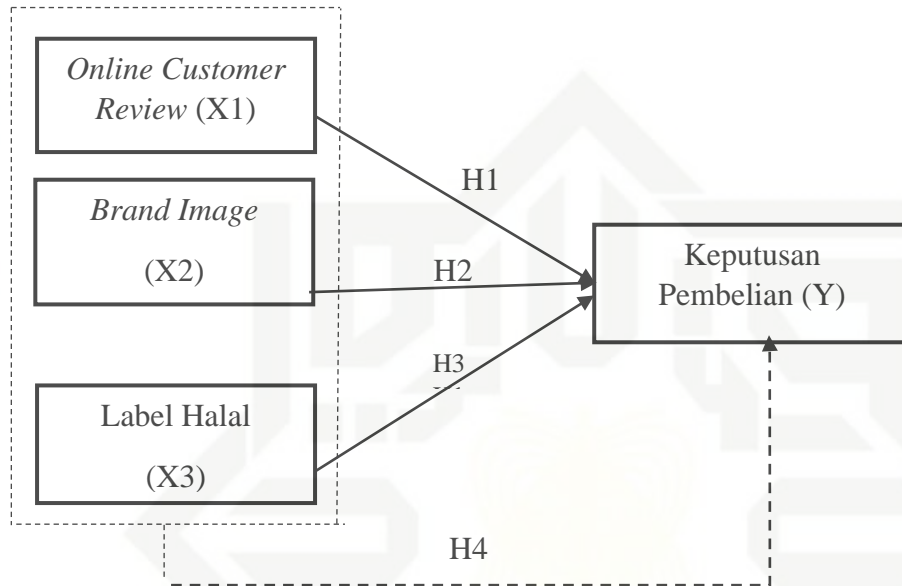 Online Customer
Review (X1)
H1
Brand Image
(X2)
H2
Keputusan
Pembelian (Y)
H3
Label Halal
(X3)
H4